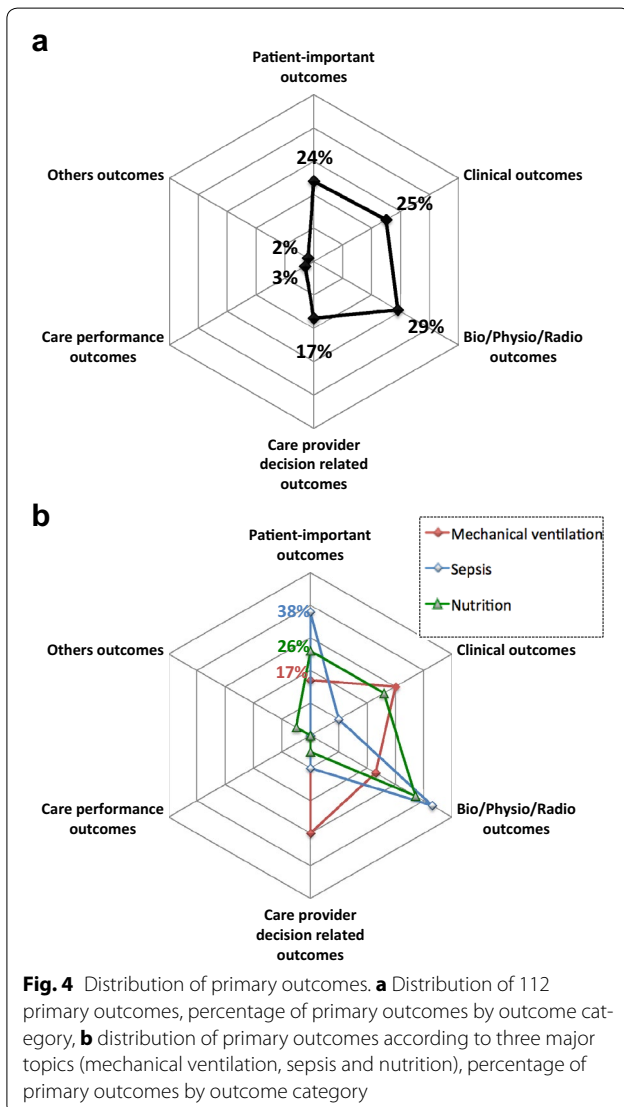 a
Patient-important
outcomes
24%
Others outcomes
Clinical outcomes
25%
2%
3%
29%
Care performance
outcomes
Bio/Physio/Radio
outcomes
17%
Care provider
decision related
outcomes
b
Patient-important
outcomes
Mechanical ventilation
Sepsis
Nutrition
38%
26%
17%
Others outcomes
Clinical outcomes
Care performance
outcomes
Bio/Physio/Radio
outcomes
Care provider
decision related
outcomes
Fig. 4 Distribution of primary outcomes. a Distribution of 112
primary outcomes, percentage of primary outcomes by outcome cat-
egory, b distribution of primary outcomes according to three major
topics (mechanical ventilation, sepsis and nutrition), percentage of
primary outcomes by outcome category